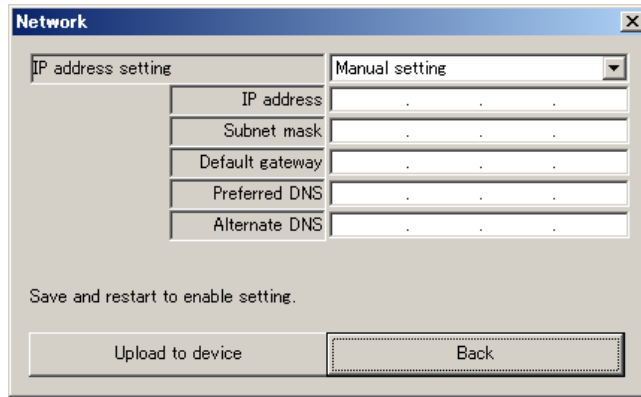 Network
IP address setting Manual setting
IP address . . .
Subnet mask . . .
Default gateway . . .
Preferred DNS . . .
Alternate DNS . . .
Save and restart to enable setting.
Upload to device Back